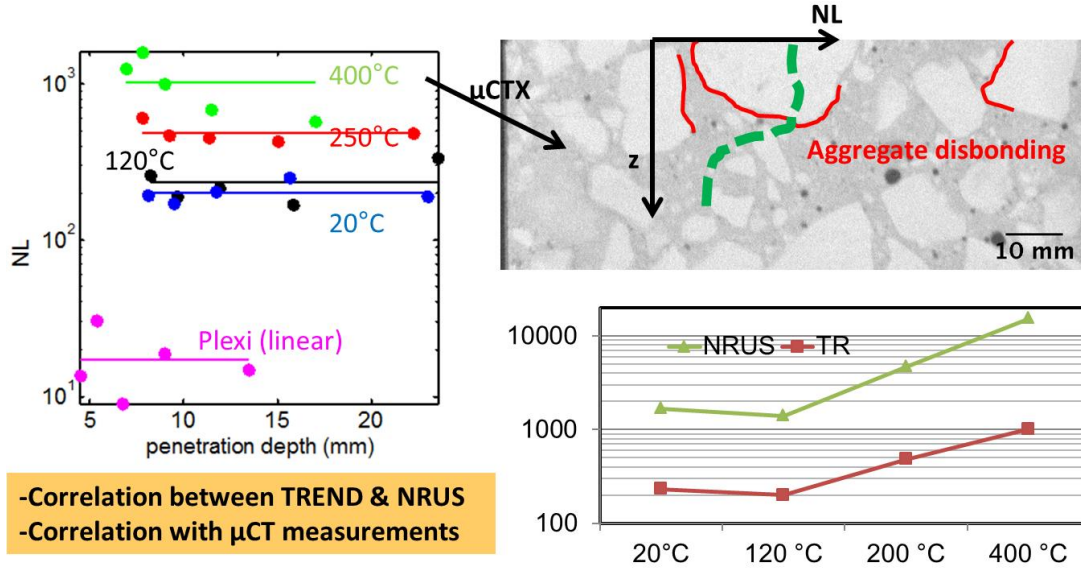 10³
10²
10¹
NL
5
10
15
20
penetration depth (mm)
400°C
250°C
120°C
20°C
Plexi (linear)
µCTX
NL
z
Aggregate disbonding
10 mm
-Correlation between TREND & NRUS
-Correlation with µCT measurements
10000
1000
100
NRUS
TR
20 °C
120 °C
200 °C
400 °C